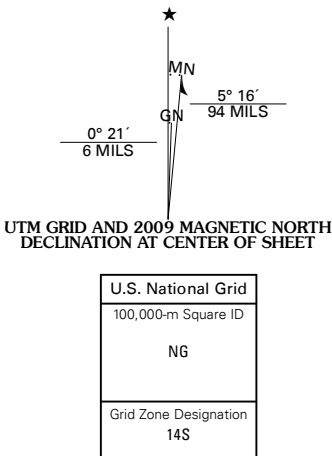 MN
GN
5° 16´
94 MILS
0° 21´
6 MILS
UTM GRID AND 2009 MAGNETIC NORTH
DECLINATION AT CENTER OF SHEET
U.S. National Grid
100,000-m Square ID
NG
Grid Zone Designation
14S